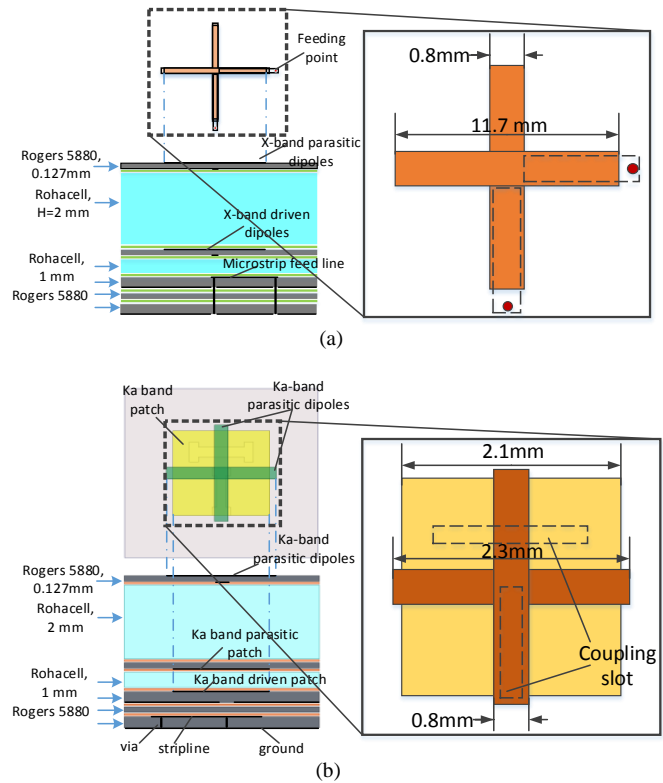 Feeding
point
0.8mm
11.7 mm
X-band parasitic
dipoles
Rogers 5880,
0.127mm
Rohacell,
H=2 mm
X-band driven
dipoles
Rohacell,
1 mm
Microstrip feed line
Rogers 5880
(a)
Ka band
patch
Ka-band
parasitic dipoles
2.1mm
Ka-band
parasitic dipoles
2.3mm
Rogers 5880,
0.127mm
Rohacell,
2 mm
Ka band parasitic
patch
Coupling
slot
Rohacell,
1 mm
Ka band driven patch
Rogers 5880
0.8mm
via
stripline
ground
(b)